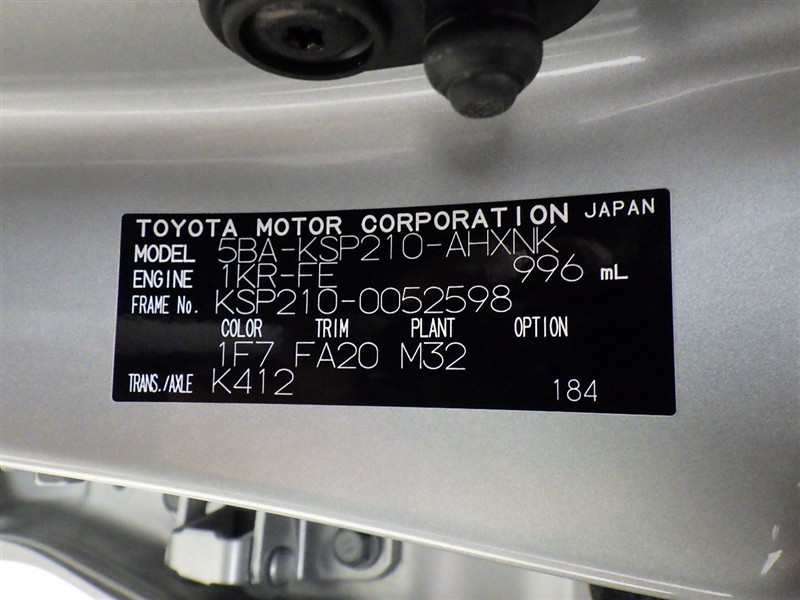 TOYOTA MOTOR CORPORATION JAPAN
MODEL 5BA-KSP210-AHXNK
ENGINE 1KR-FE 996 mL
FRAME No. KSP210-0052598
COLOR TRIM PLANT OPTION
1F7 FA20 M32
TRANS./AXLE K412 184